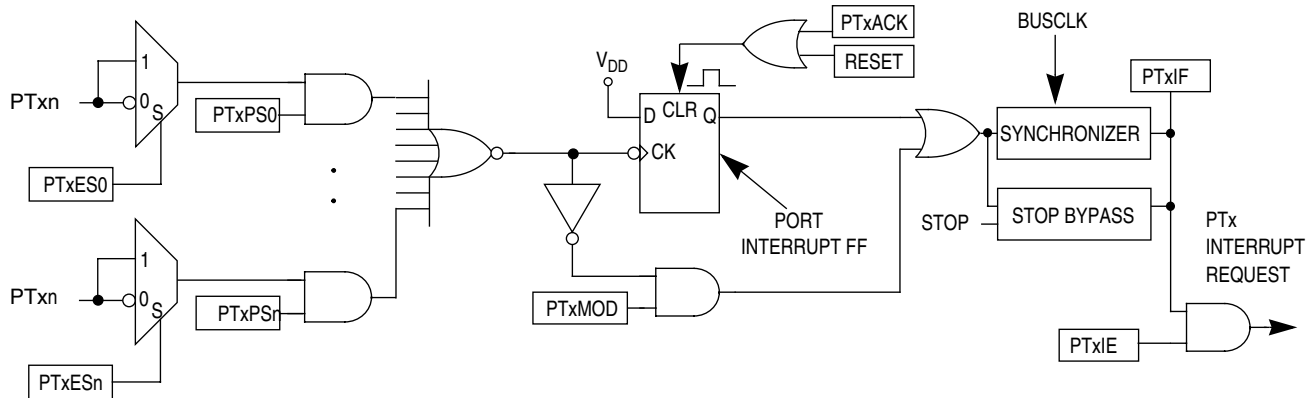 PTxn
1
0
S
PTxES0
PTxPS0
PTxn
1
0
S
PTxESn
PTxPSn
VDD
D CLR Q
CK
PTxACK
RESET
PORT
INTERRUPT FF
PTxMOD
BUSCLK
SYNCHRONIZER
STOP
STOP BYPASS
PTxIF
PTx
INTERRUPT
REQUEST
PTxIE